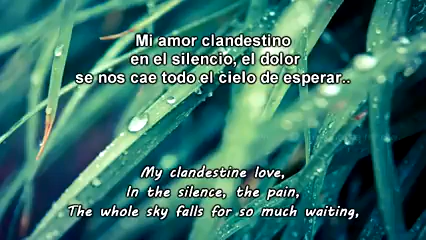 Mi amor clandestino
en el silencio, el dolor
se nos cae todo el cielo de esperar..
My clandestine love,
In the silence, the pain,
The whole sky falls for so much waiting,